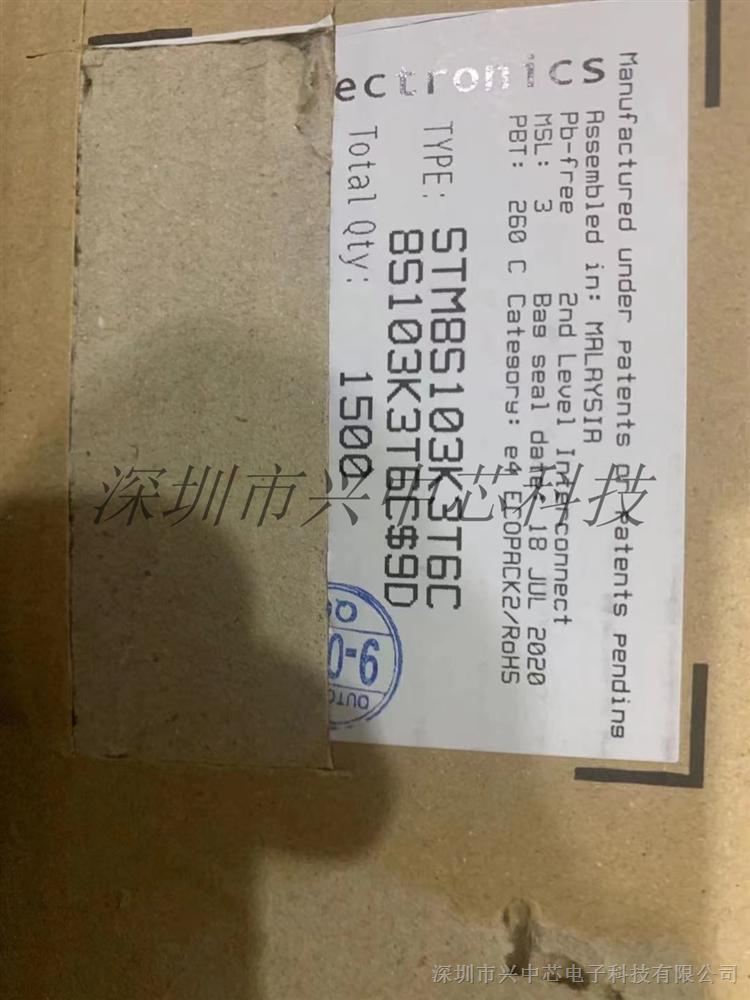 Manufactured under patents or patents pending
Assembled in: MALAYSIA
Pb-free 2nd Level Interconnect
MSL: 3 Bag seal date: 18 JUL 2020
PBT: 260 C Category: e4 ECOPACK2/RoHS
ectronics
TYPE: STM8S103K3T6C
8S103K3T6C$9D
Total Qty: 1500
深圳市兴中芯科技
深圳市兴中芯电子科技有限公司